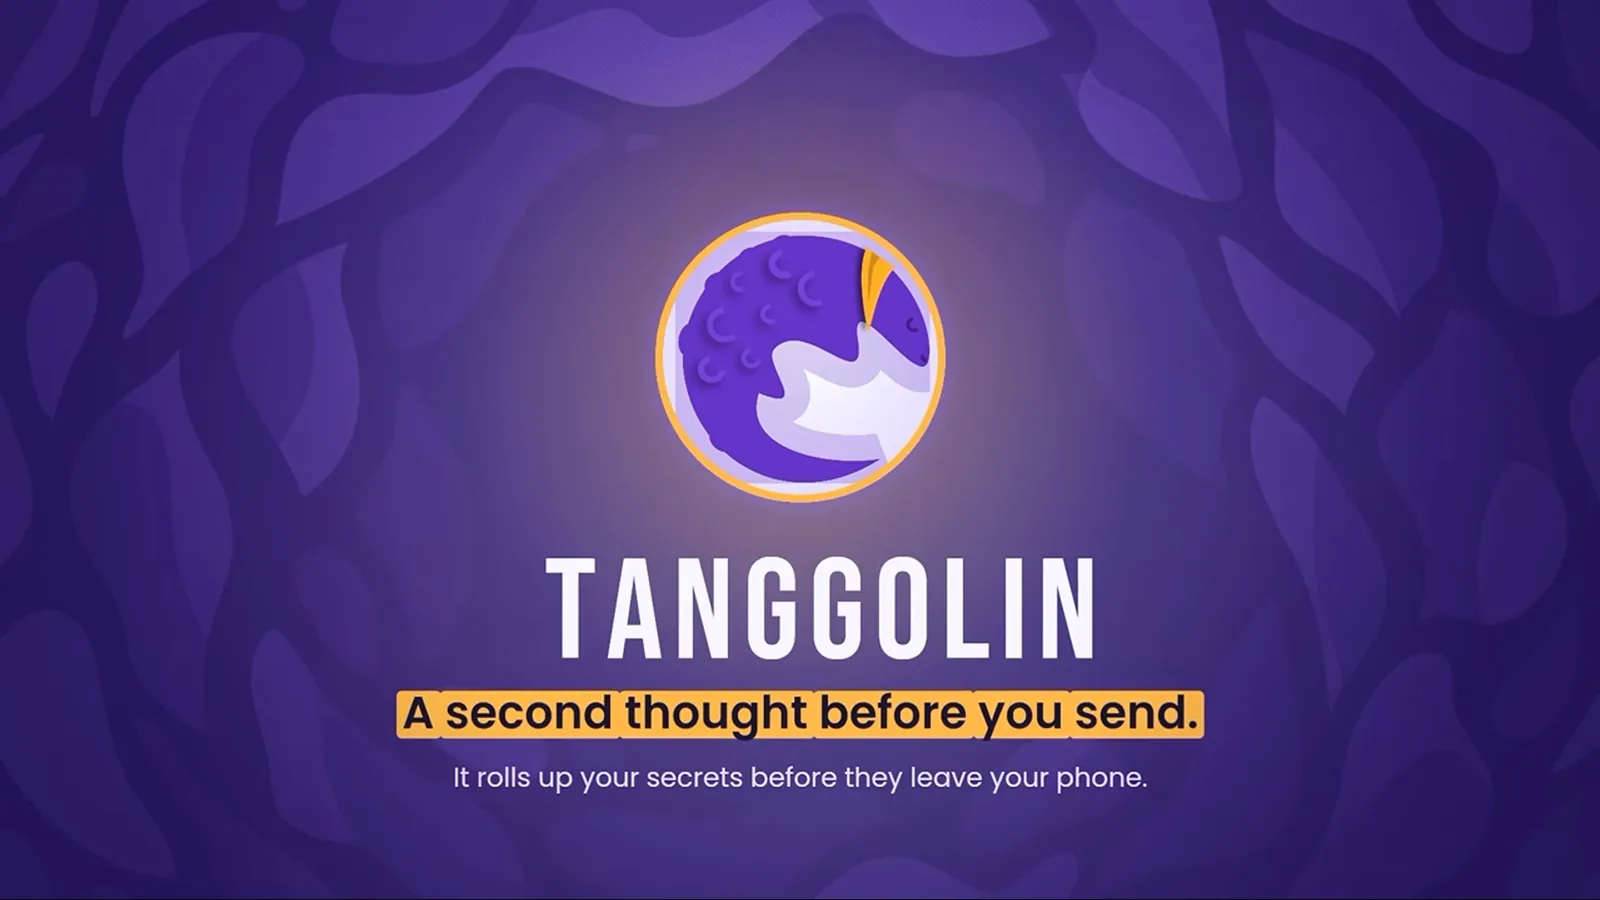 TANGGOLIN
A second thought before you send.
It rolls up your secrets before they leave your phone.